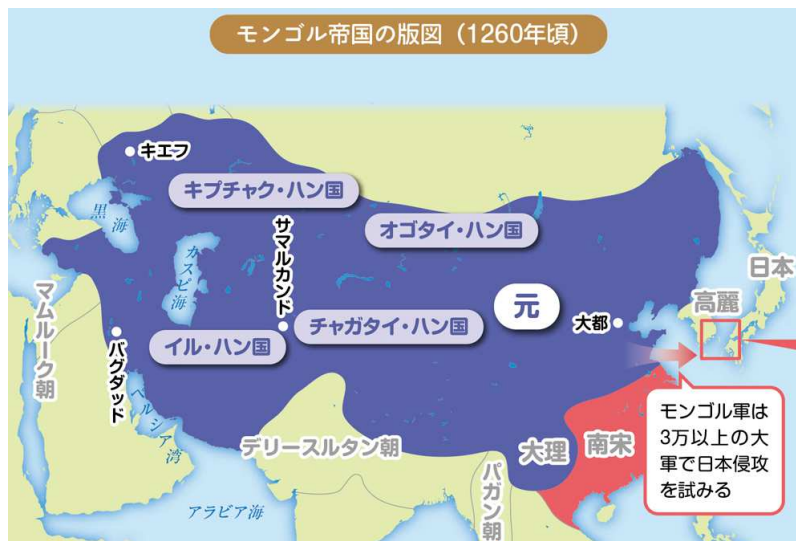 モンゴル帝国の版図（1260年頃）
キエフ
キプチャク・ハン国
黒海
サマルカンド
オゴタイ・ハン国
カスピ海
日本
マムルーク朝
高麗
元
大都
チャガタイ・ハン国
イル・ハン国
バグダッド
ペルシア湾
モンゴル軍は
3万以上の大
軍で日本侵攻
を試みる
デリースルタン朝
大理
南宋
パガン朝
アラビア海